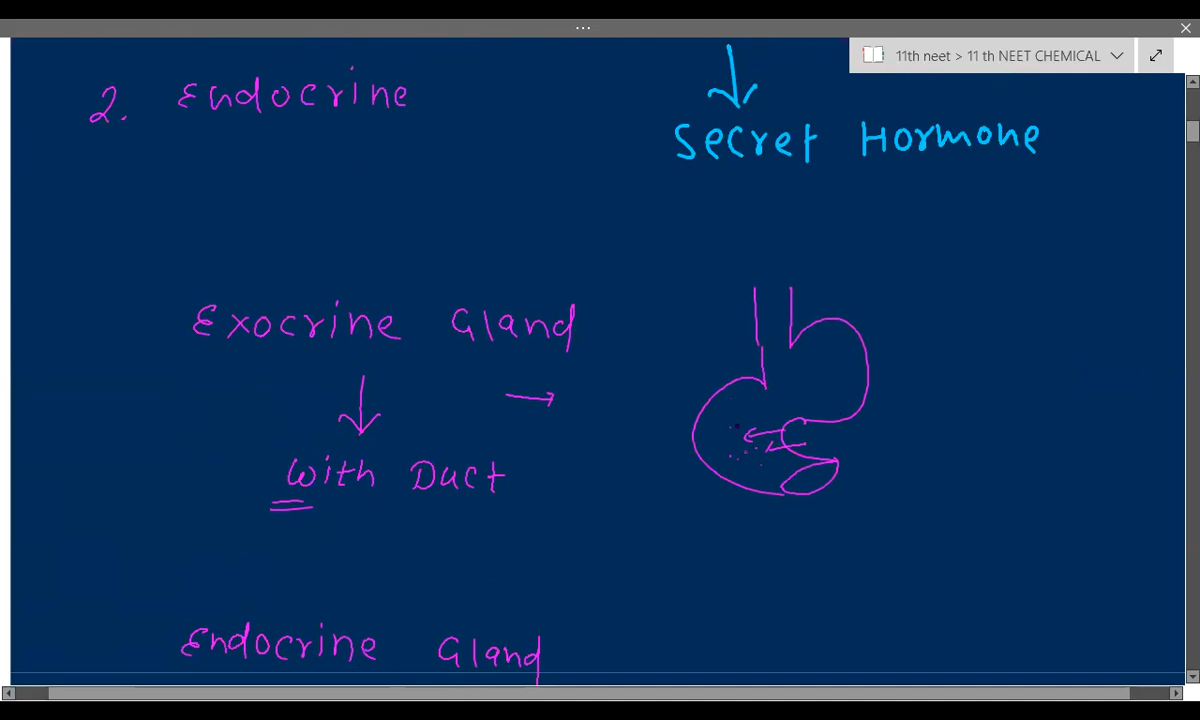 ...
11th neet > 11 th NEET CHEMICAL
2. Endocrine
Secret Hormone
Exocrine Gland
With Duct
Endocrine Gland